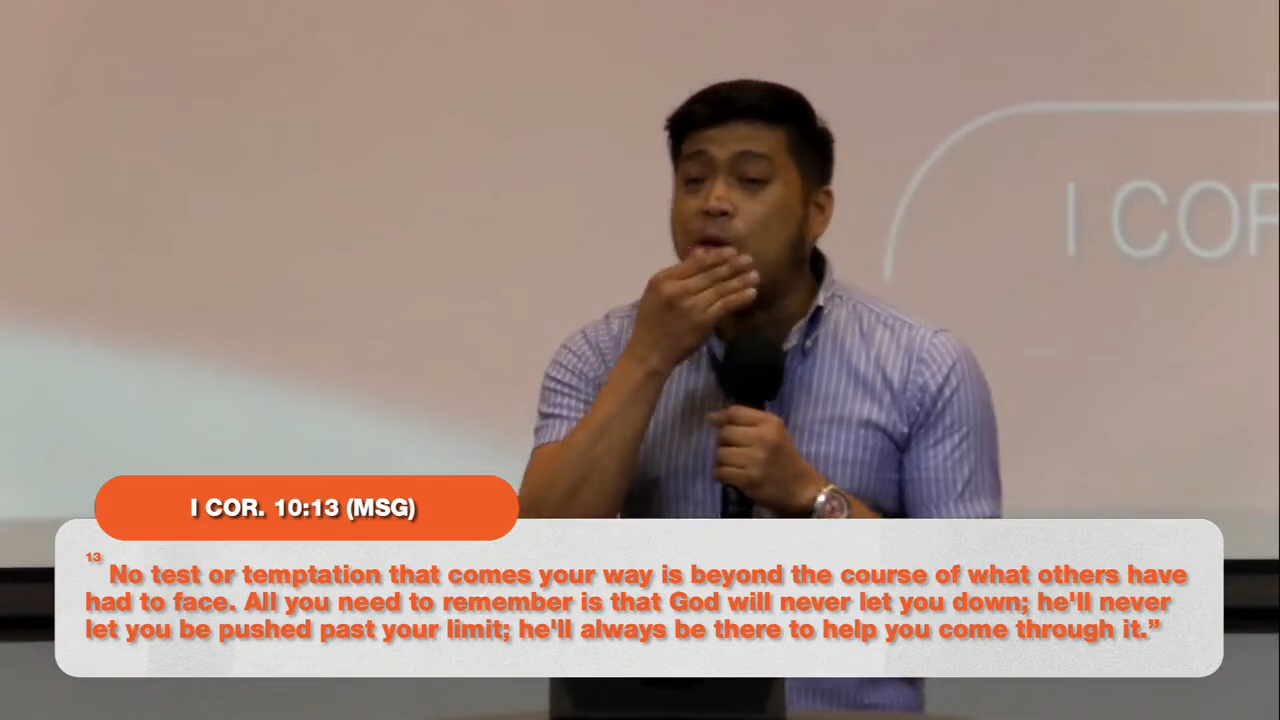 I COR
I COR. 10:13 (MSG)
13 No test or temptation that comes your way is beyond the course of what others have
had to face. All you need to remember is that God will never let you down; he'll never
let you be pushed past your limit; he'll always be there to help you come through it.”